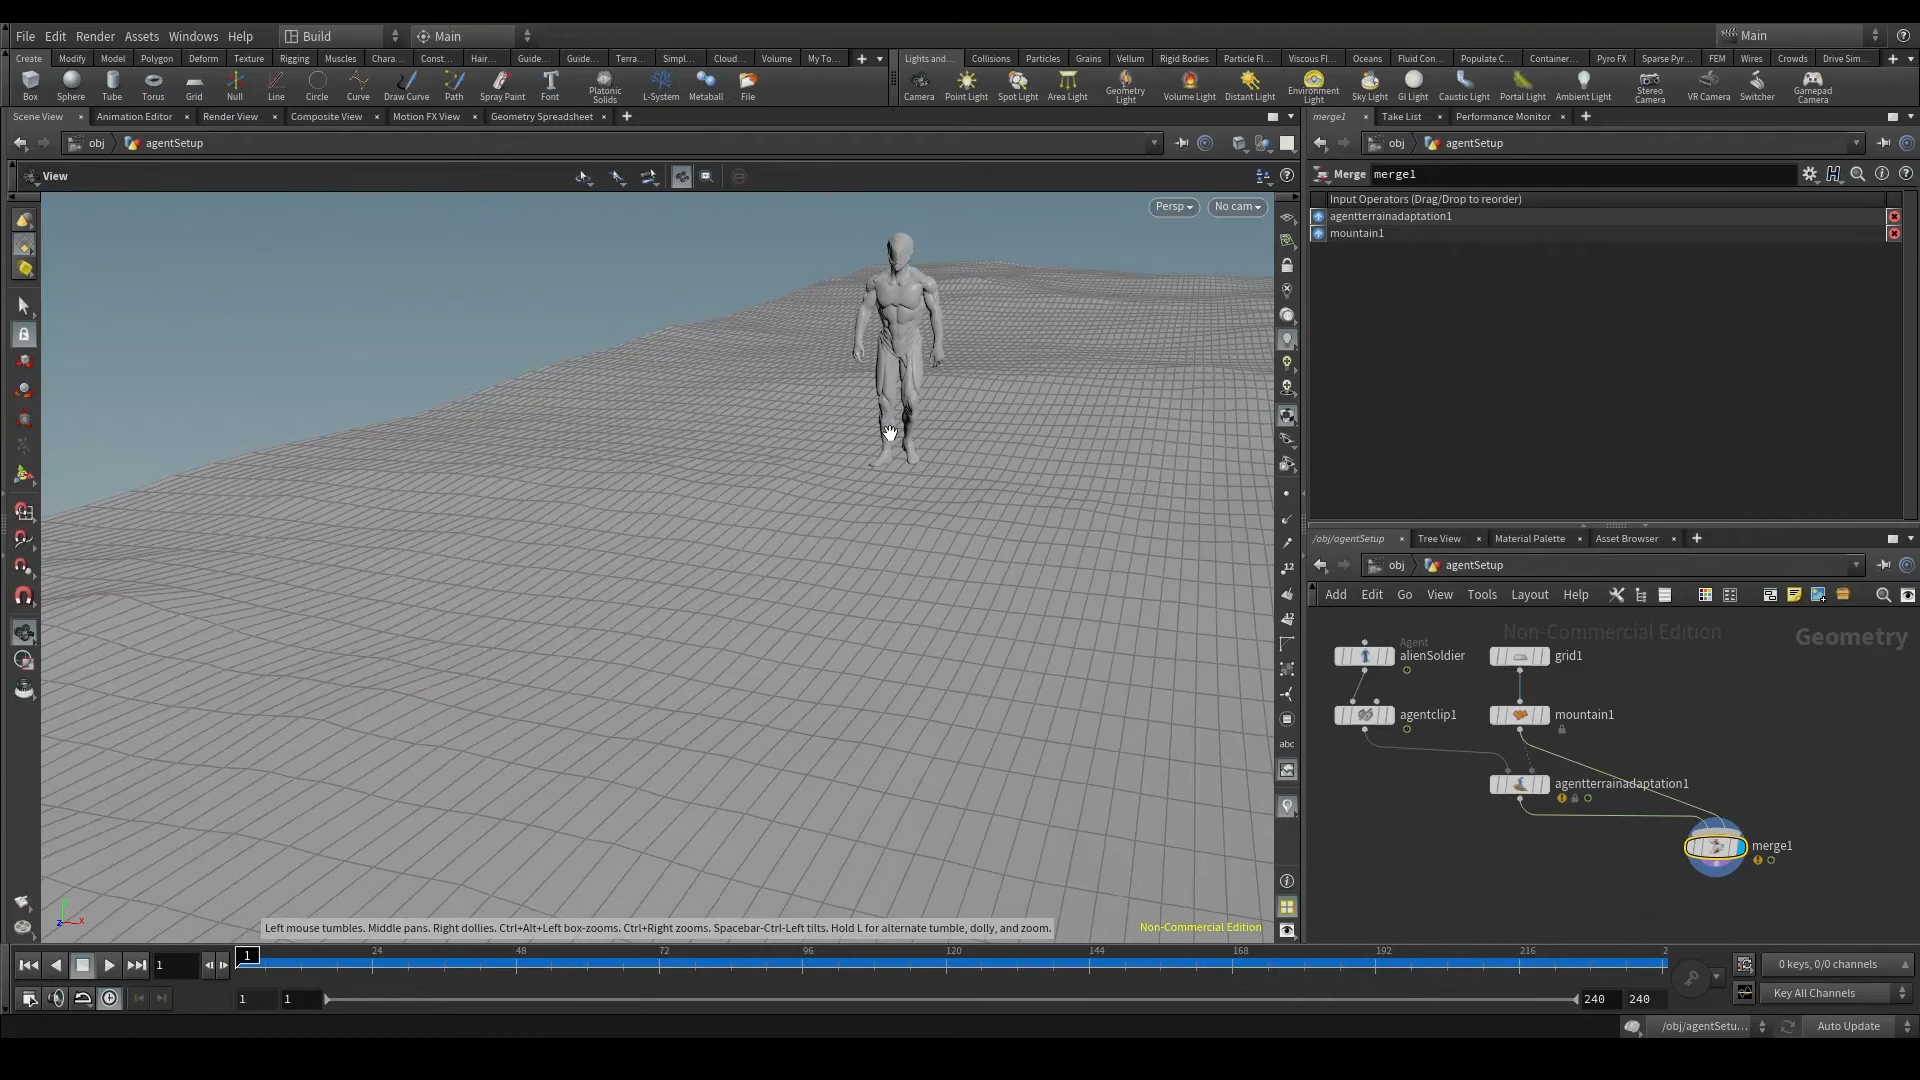 File Edit Render Assets Windows Help Build Main Main
Create Modify Model Polygon Deform Texture Rigging Muscles Chara... Const... Hair... Guide... Guide... Terra... Simpl... Cloud... Volume My To...
Lights and... Collisions Particles Grains Vellum Rigid Bodies Particle Fl... Viscous Fl... Oceans Fluid Con... Populate C... Container... Pyro FX Sparse Pyr... FEM Wires Crowds Drive Sim...
Box Sphere Tube Torus Grid Null Line Circle Curve Draw Curve Path Spray Paint Font Platonic Solids L-System Metaball File
Camera Point Light Spot Light Area Light Geometry Light Volume Light Distant Light Environment Light Sky Light GI Light Caustic Light Portal Light Ambient Light Stereo Camera VR Camera Switcher Gamepad Camera
Scene View Animation Editor Render View Composite View Motion FX View Geometry Spreadsheet
merge1 Take List Performance Monitor
obj agentSetup
obj agentSetup
View
Merge merge1
Input Operators (Drag/Drop to reorder)
agentterrainadaptation1
mountain1
Persp No cam
/obj/agentSetup Tree View Material Palette Asset Browser
obj agentSetup
Add Edit Go View Tools Layout Help
Non-Commercial Edition
Geometry
Agent
alienSoldier
grid1
agentclip1
mountain1
agentterrainadaptation1
merge1
12
12
abc
Left mouse tumbles. Middle pans. Right dollies. Ctrl+Alt+Left box-zooms. Ctrl+Right zooms. Spacebar-Ctrl-Left tilts. Hold L for alternate tumble, dolly, and zoom.
Non-Commercial Edition
1
1 24 48 72 96 120 144 168 192 216 2
0 keys, 0/0 channels
1 1 240 240
Key All Channels
/obj/agentSetu... Auto Update